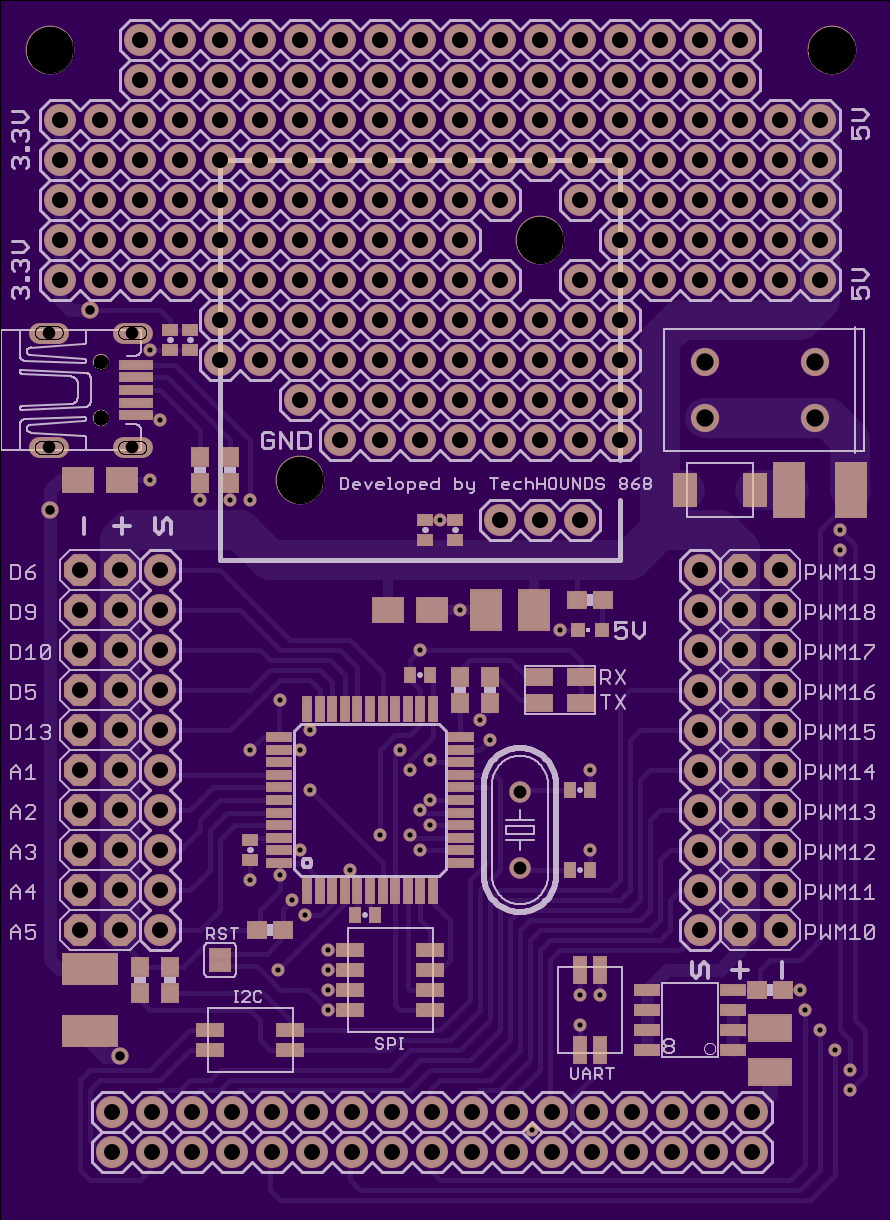 3.3V
5V
3.3V
5V
GND
Developed by TechHOUNDS 868
- + S
D6
PWM19
D9
PWM18
5V
D10
PWM17
RX
D5
PWM16
TX
D13
PWM15
A1
PWM14
A2
PWM13
A3
PWM12
A4
PWM11
A5
PWM10
RST
S + -
I2C
SPI
8
UART